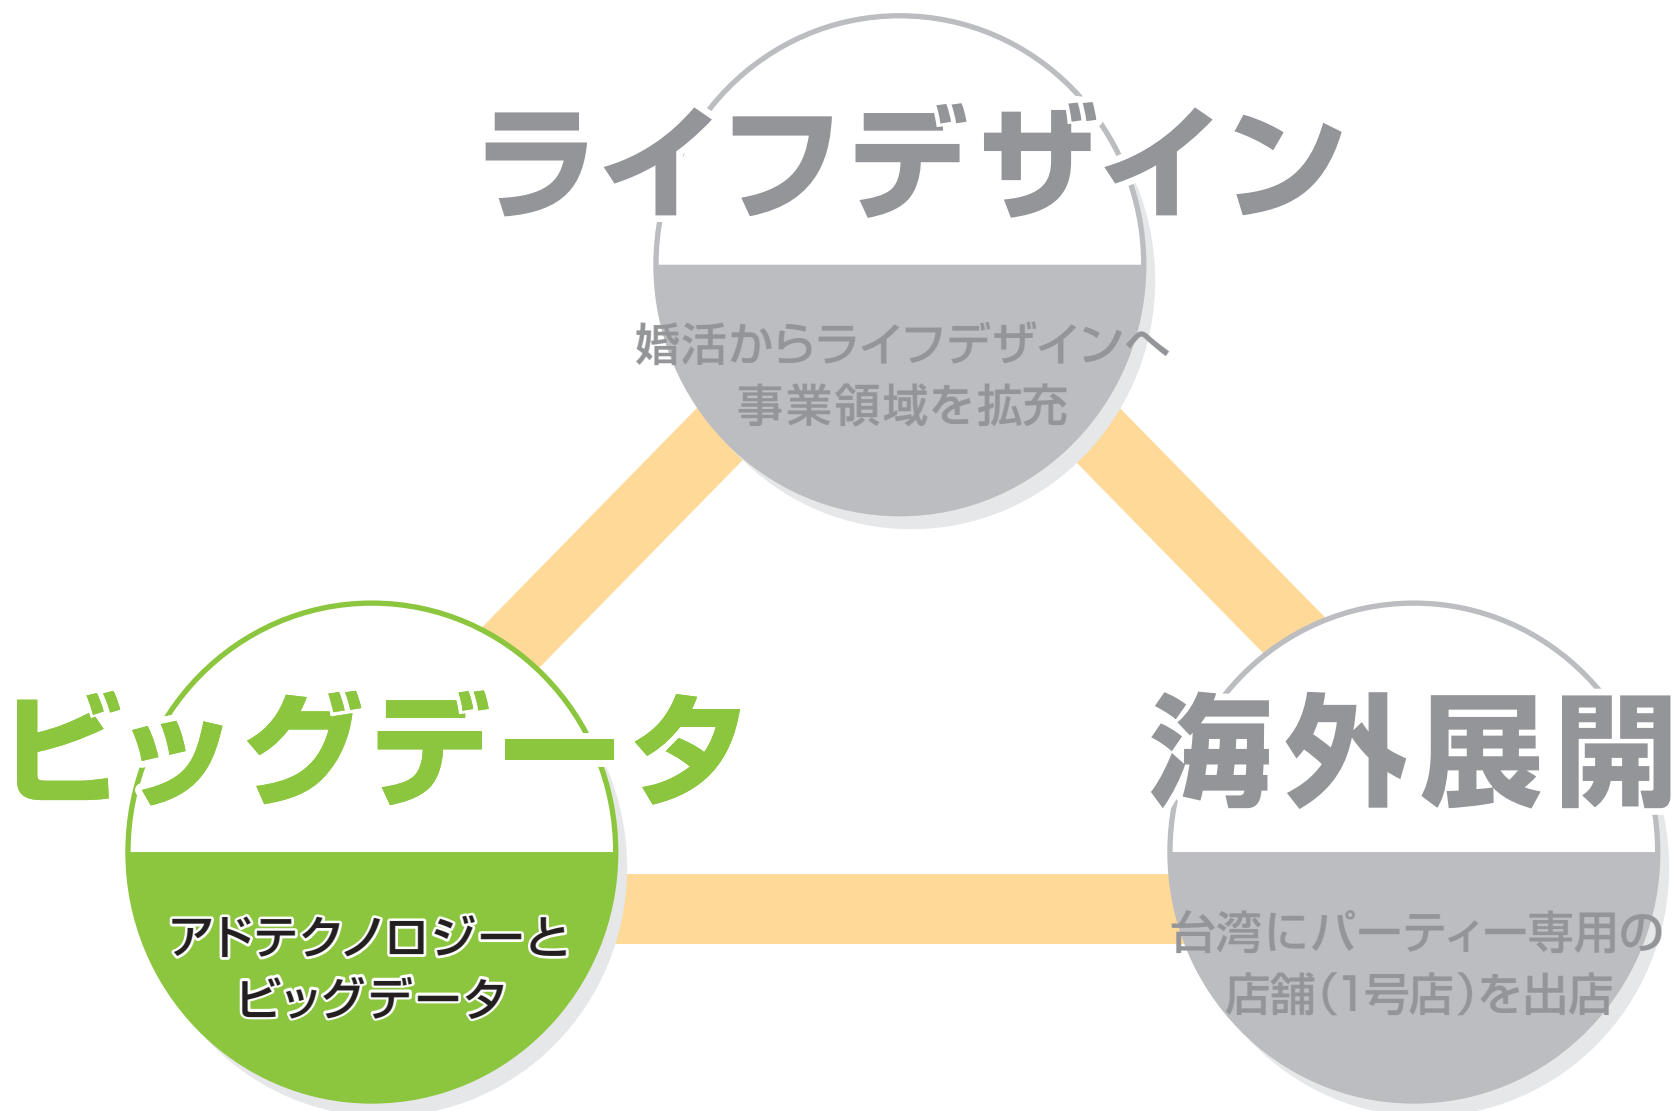 ライフデザイン
婚活からライフデザインへ
事業領域を拡充
ビッグデータ
アドテクノロジーと
ビッグデータ
海外展開
台湾にパーティー専用の
店舗(1号店)を出店